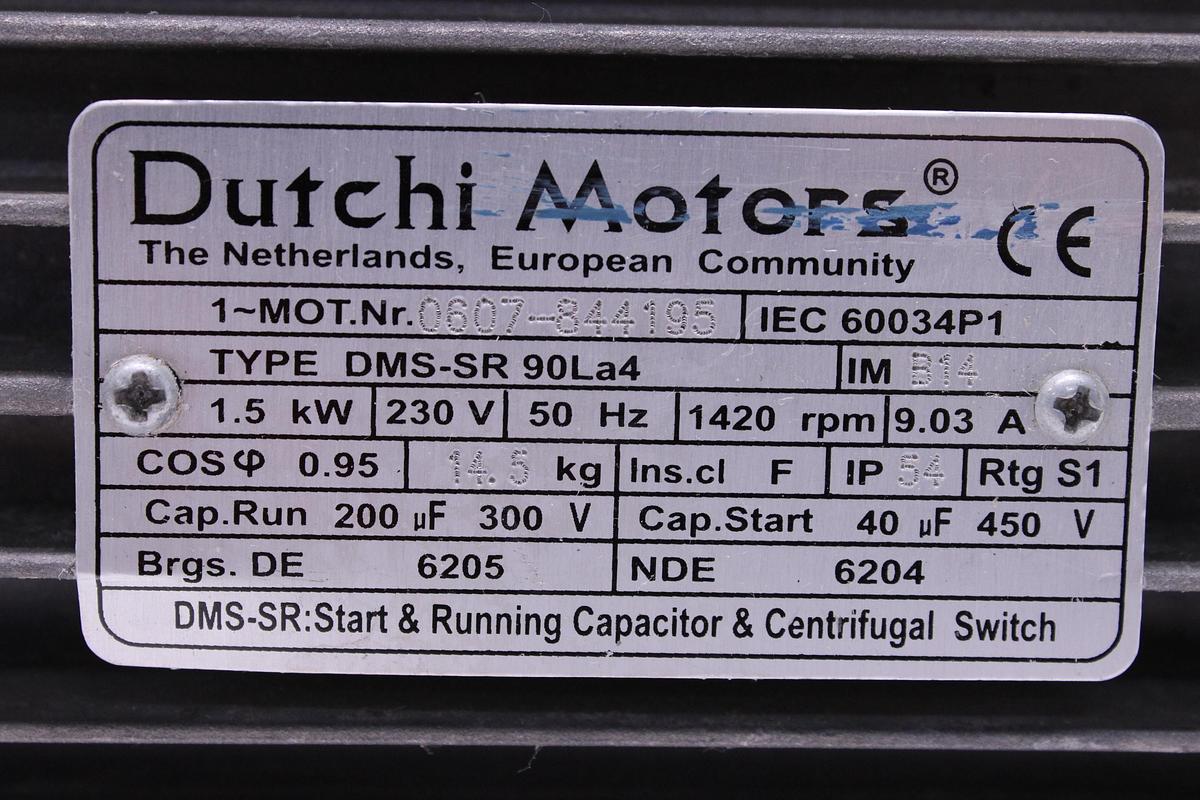 Dutchi Motors ®
The Netherlands, European Community CE
1~MOT.Nr. 0607-844195 IEC 60034P1
TYPE DMS-SR 90La4 IM B14
1.5 kW 230 V 50 Hz 1420 rpm 9.03 A
COSφ 0.95 14.5 kg Ins.cl F IP 54 Rtg S1
Cap.Run 200 µF 300 V Cap.Start 40 µF 450 V
Brgs. DE 6205 NDE 6204
DMS-SR:Start & Running Capacitor & Centrifugal Switch